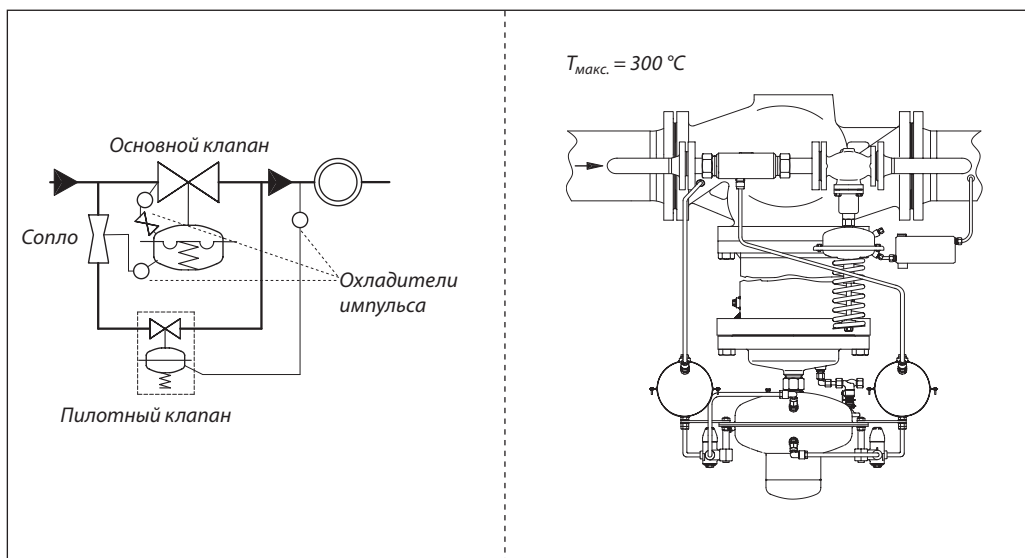 Основной клапан
Сопло
Охладители
импульса
Пилотный клапан
Tмакс. = 300 °C